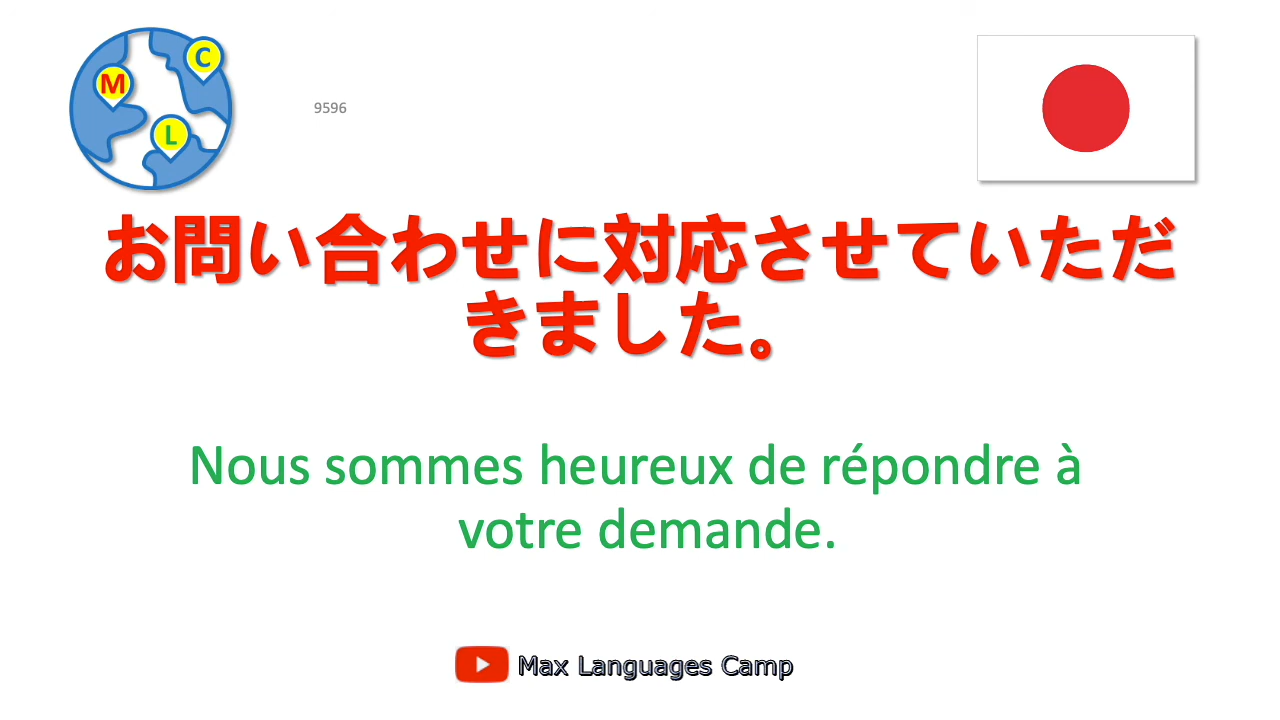 C
M
L
9596
お問い合わせに対応させていただ
きました。
Nous sommes heureux de répondre à
votre demande.
Max Languages Camp